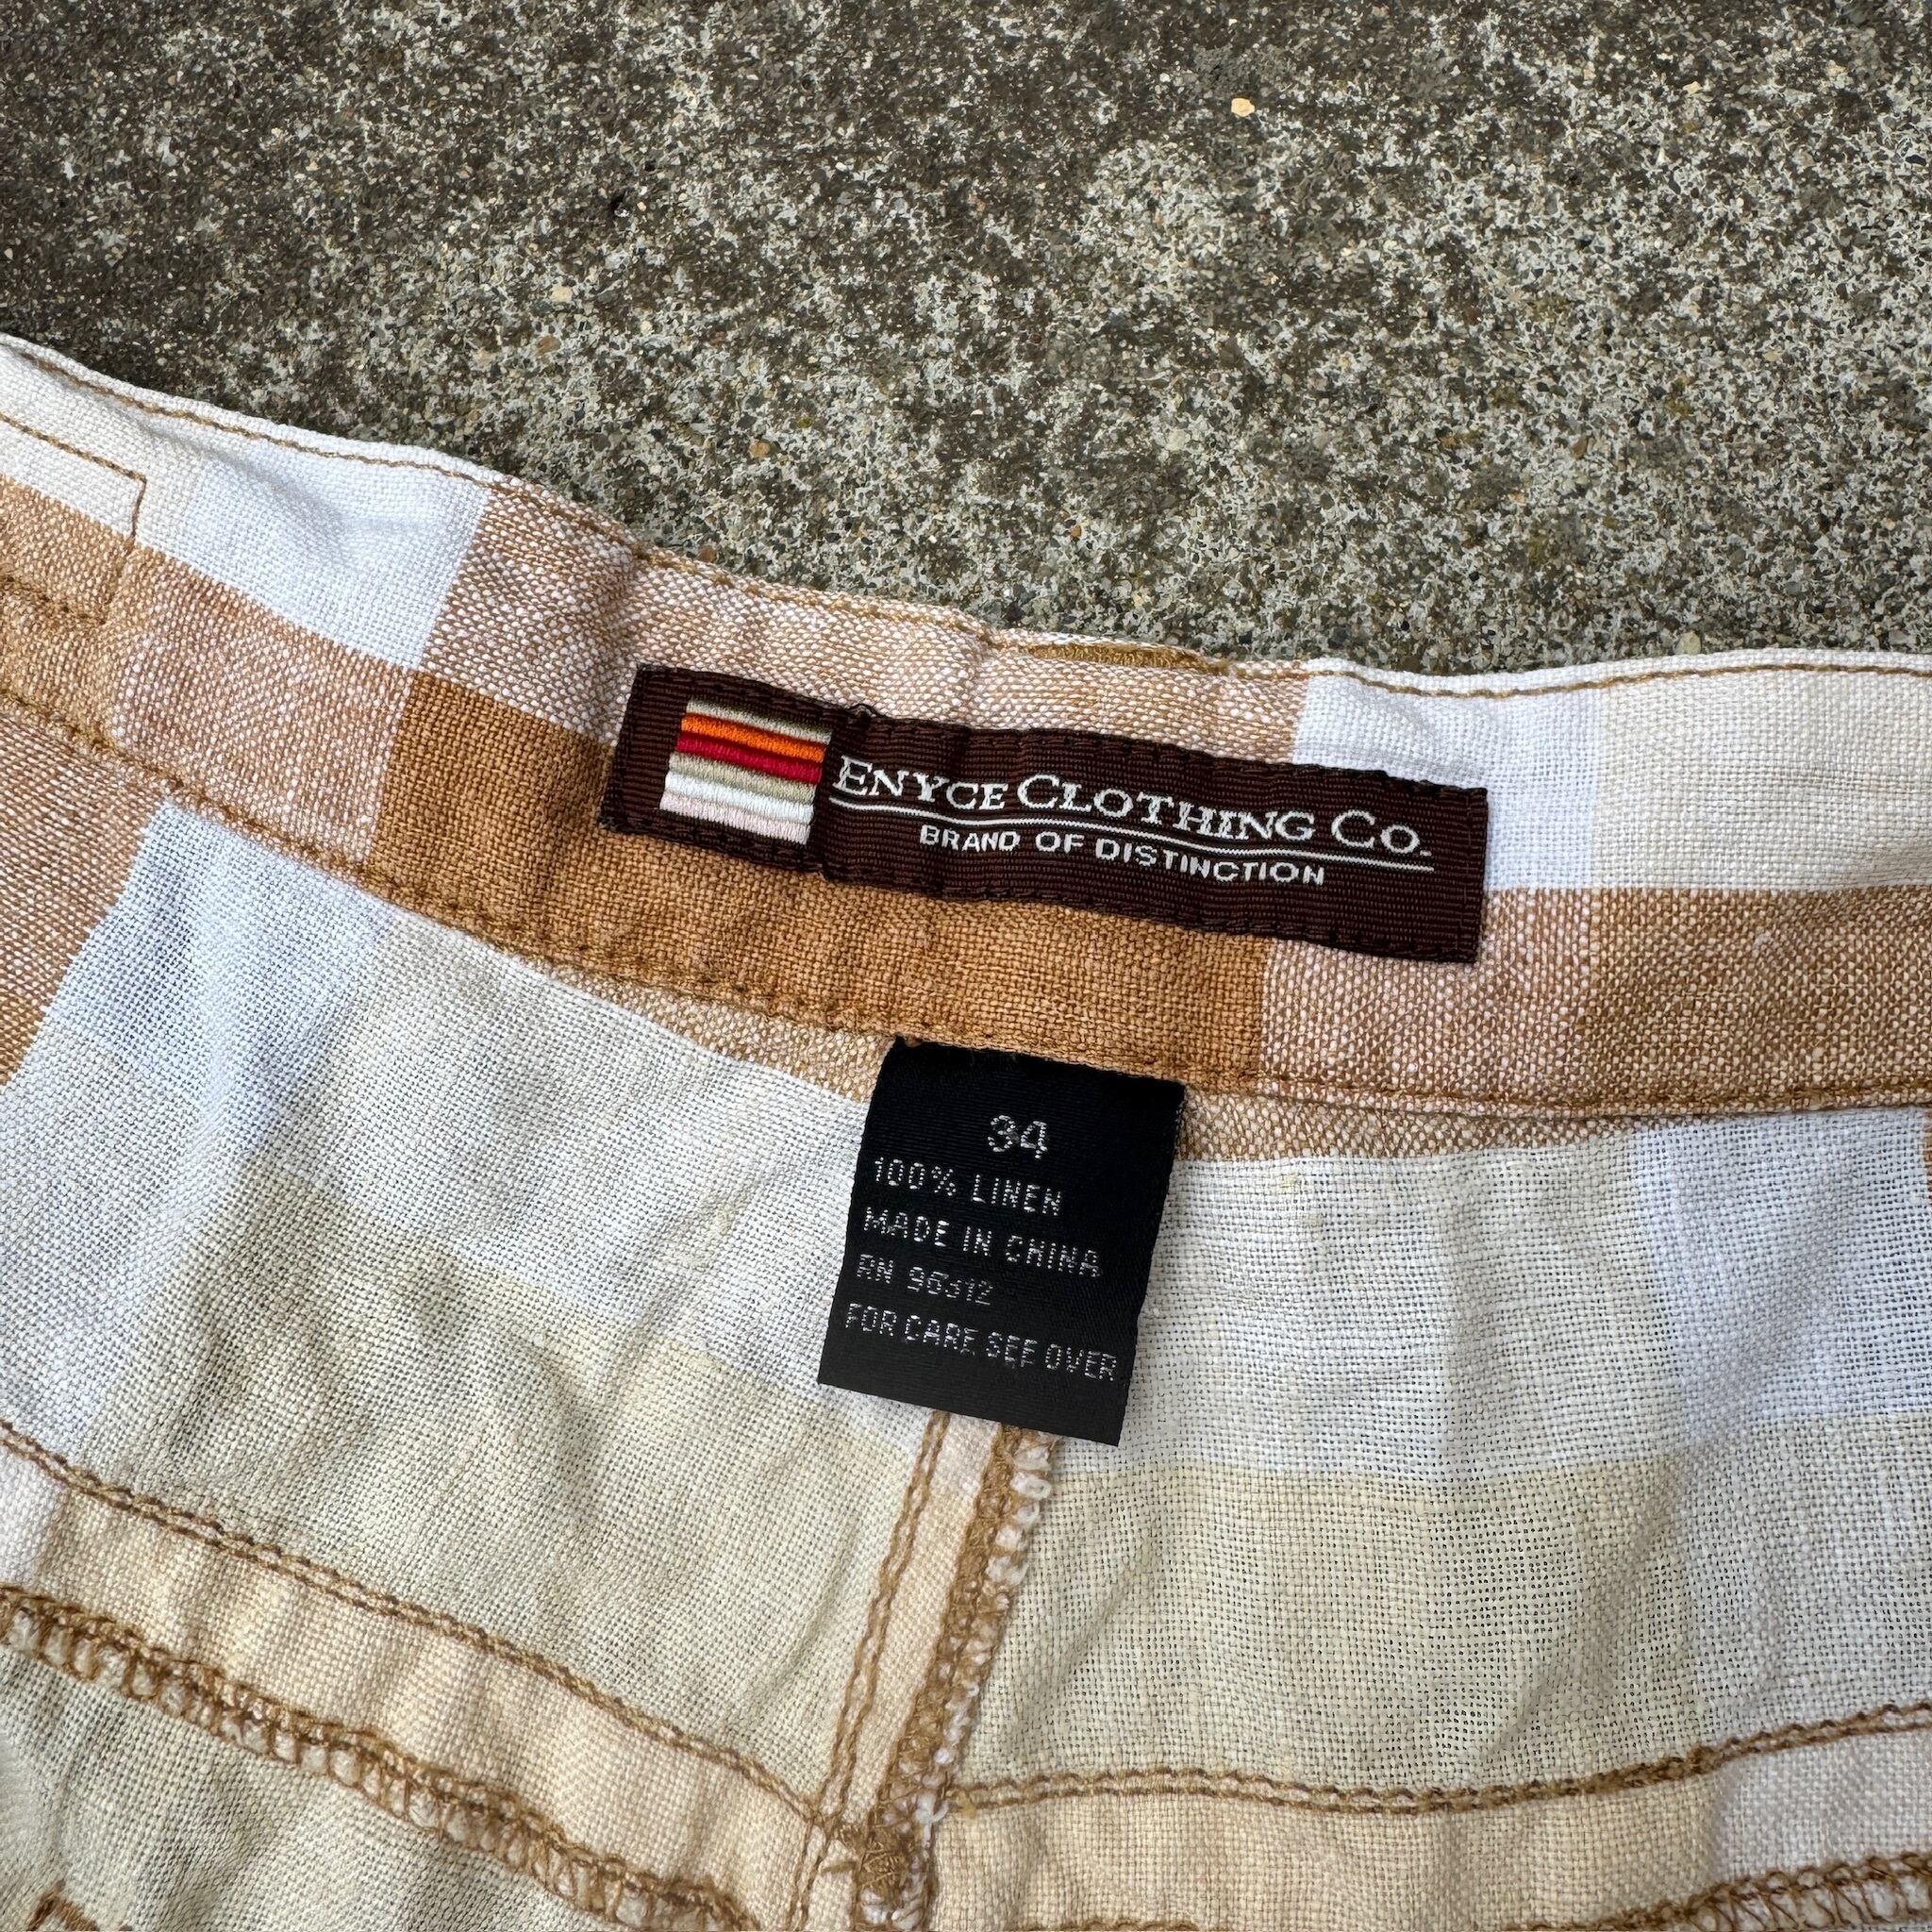 ENYCE CLOTHING CO.
BRAND OF DISTINCTION
34
100% LINEN
MADE IN CHINA
RN 96312
FOR CARE SEE OVER